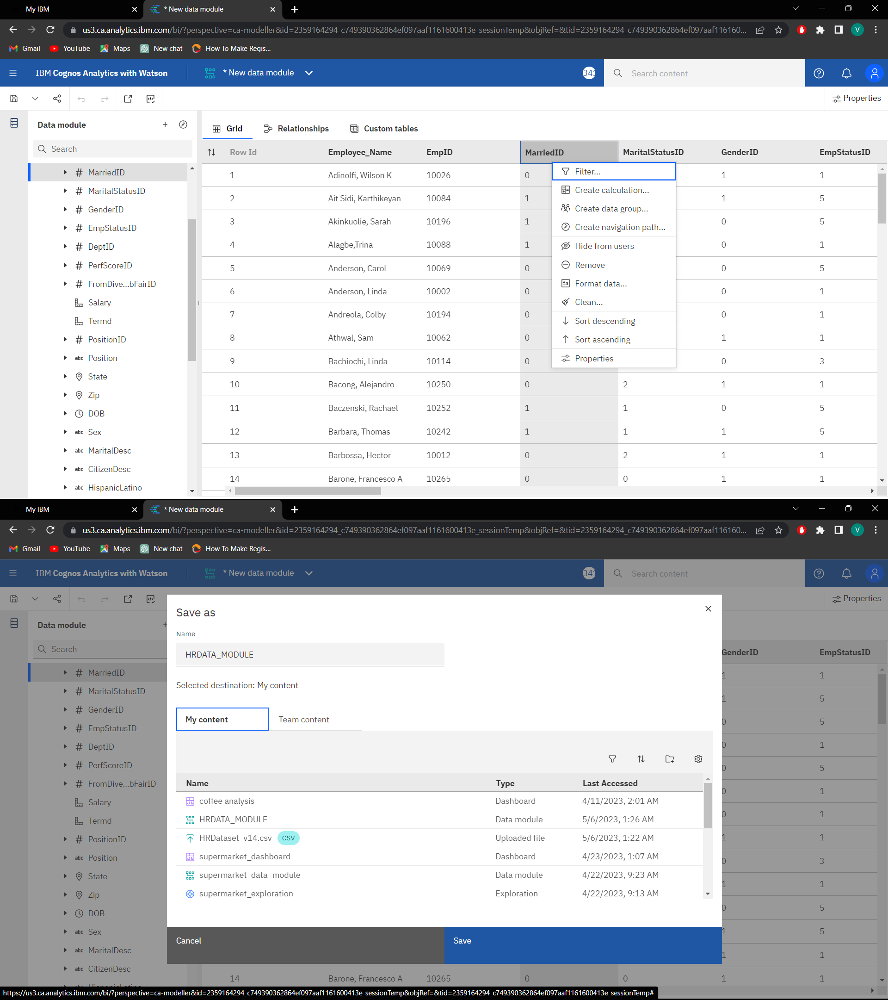 My IBM
* New data module
us3.ca.analytics.ibm.com/bi/?perspective=ca-modeller&id=2359164294_c749390362864ef097aaf1161600413e_sessionTemp&objRef=&tid=2359164294_c749390362864ef097aaf116160...
V
Gmail YouTube Maps New chat How To Make Regis...
IBM Cognos Analytics with Watson * New data module 341 Search content
Properties
Data module
Search
MarriedID
MaritalStatusID
GenderID
EmpStatusID
DeptID
PerfScoreID
FromDive...bFairID
Salary
Termd
PositionID
abc Position
State
Zip
DOB
abc Sex
abc MaritalDesc
abc CitizenDesc
abc HispanicLatino
Grid Relationships Custom tables
Row Id Employee_Name EmpID MarriedID MaritalStatusID GenderID EmpStatusID
1 Adinolfi, Wilson K 10026 0 1 1
2 Ait Sidi, Karthikeyan 10084 1 1 5
3 Akinkuolie, Sarah 10196 1 0 5
4 Alagbe,Trina 10088 1 0 1
5 Anderson, Carol 10069 0 0 5
6 Anderson, Linda 10002 0 0 1
7 Andreola, Colby 10194 0 0 1
8 Athwal, Sam 10062 0 1 1
9 Bachiochi, Linda 10114 0 0 3
10 Bacong, Alejandro 10250 0 2 1 1
11 Baczenski, Rachael 10252 1 1 0 5
12 Barbara, Thomas 10242 1 1 1 5
13 Barbossa, Hector 10012 0 2 1 1
14 Barone, Francesco A 10265 0 0 1 1
Filter...
Create calculation...
Create data group...
Create navigation path...
Hide from users
Remove
Format data...
Clean...
Sort descending
Sort ascending
Properties
My IBM
* New data module
us3.ca.analytics.ibm.com/bi/?perspective=ca-modeller&id=2359164294_c749390362864ef097aaf1161600413e_sessionTemp&objRef=&tid=2359164294_c749390362864ef097aaf116160...
V
Gmail YouTube Maps New chat How To Make Regis...
IBM Cognos Analytics with Watson * New data module 341 Search content
Properties
Data module
Search
MarriedID
MaritalStatusID
GenderID
EmpStatusID
DeptID
PerfScoreID
FromDive...bFairID
Salary
Termd
PositionID
abc Position
State
Zip
DOB
abc Sex
abc MaritalDesc
abc CitizenDesc
Save as
Name
HRDATA_MODULE
Selected destination: My content
My content Team content
Name Type Last Accessed
coffee analysis Dashboard 4/11/2023, 2:01 AM
HRDATA_MODULE Data module 5/6/2023, 1:26 AM
HRDataset_v14.csv CSV Uploaded file 5/6/2023, 1:22 AM
supermarket_dashboard Dashboard 4/23/2023, 1:07 AM
supermarket_data_module Data module 4/22/2023, 9:23 AM
supermarket_exploration Exploration 4/22/2023, 9:13 AM
Cancel Save
GenderID EmpStatusID
1 1
1 5
0 5
0 1
0 5
0 1
0 1
1 1
0 3
1 1
0 5
1 5
1 1
14 Barone, Francesco A 10265 0 0 1 1
https://us3.ca.analytics.ibm.com/bi/?perspective=ca-modeller&id=2359164294_c749390362864ef097aaf1161600413e_sessionTemp&objRef=&tid=2359164294_c749390362864ef097aaf1161600413e_sessionTemp#